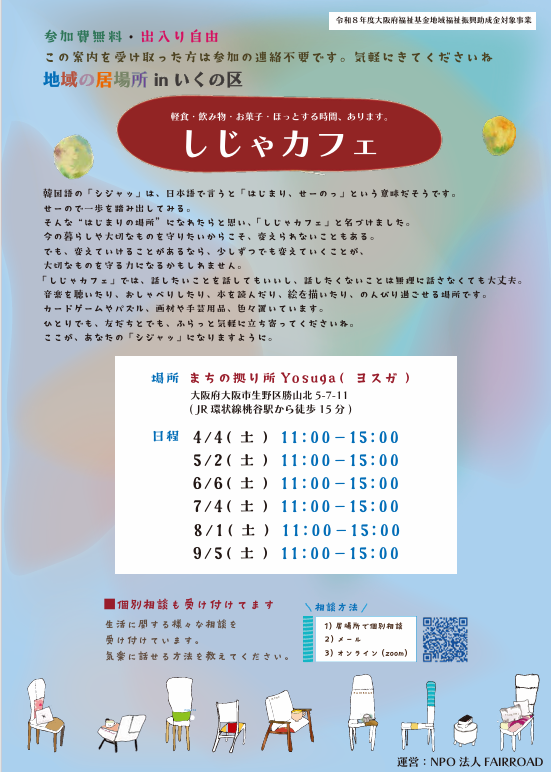 令和8年度大阪府福祉基金地域福祉振興助成金対象事業
参加費無料・出入り自由
この案内を受け取った方は参加の連絡不要です。気軽にきてくださいね
地域の居場所 in いくの区
軽食・飲み物・お菓子・ほっとする時間、あります。
しじゃカフェ
韓国語の「シジャッ」は、日本語で言うと「はじまり、せーのっ」という意味だそうです。
せーので一歩を踏み出してみる。
そんな“はじまりの場所”になれたらと思い、「しじゃカフェ」と名づけました。
今の暮らしや大切なものを守りたいからこそ、変えられないこともある。
でも、変えていけることがあるなら、少しずつでも変えていくことが、
大切なものを守る力になるかもしれません。
「しじゃカフェ」では、話したいことを話してもいいし、話したくないことは無理に話さなくても大丈夫。
音楽を聴いたり、おしゃべりしたり、本を読んだり、絵を描いたり、のんびり過ごせる場所です。
カードゲームやパズル、画材や手芸用品、色々置いています。
ひとりでも、友だちとでも、ふらっと気軽に立ち寄ってくださいね。
ここが、あなたの「シジャッ」になりますように。
場所 まちの拠り所 Yosuga( ヨスガ )
大阪府大阪市生野区勝山北 5-7-11
( JR 環状線桃谷駅から徒歩 15 分 )
日程 4/4( 土 ) 11:00－15:00
5/2( 土 ) 11:00－15:00
6/6( 土 ) 11:00－15:00
7/4( 土 ) 11:00－15:00
8/1( 土 ) 11:00－15:00
9/5( 土 ) 11:00－15:00
■個別相談も受け付けてます
生活に関する様々な相談を
受け付けています。
気楽に話せる方法を教えてください。
＼相談方法／
1) 居場所で個別相談
2) メール
3) オンライン (zoom)
運営：NPO 法人 FAIRROAD